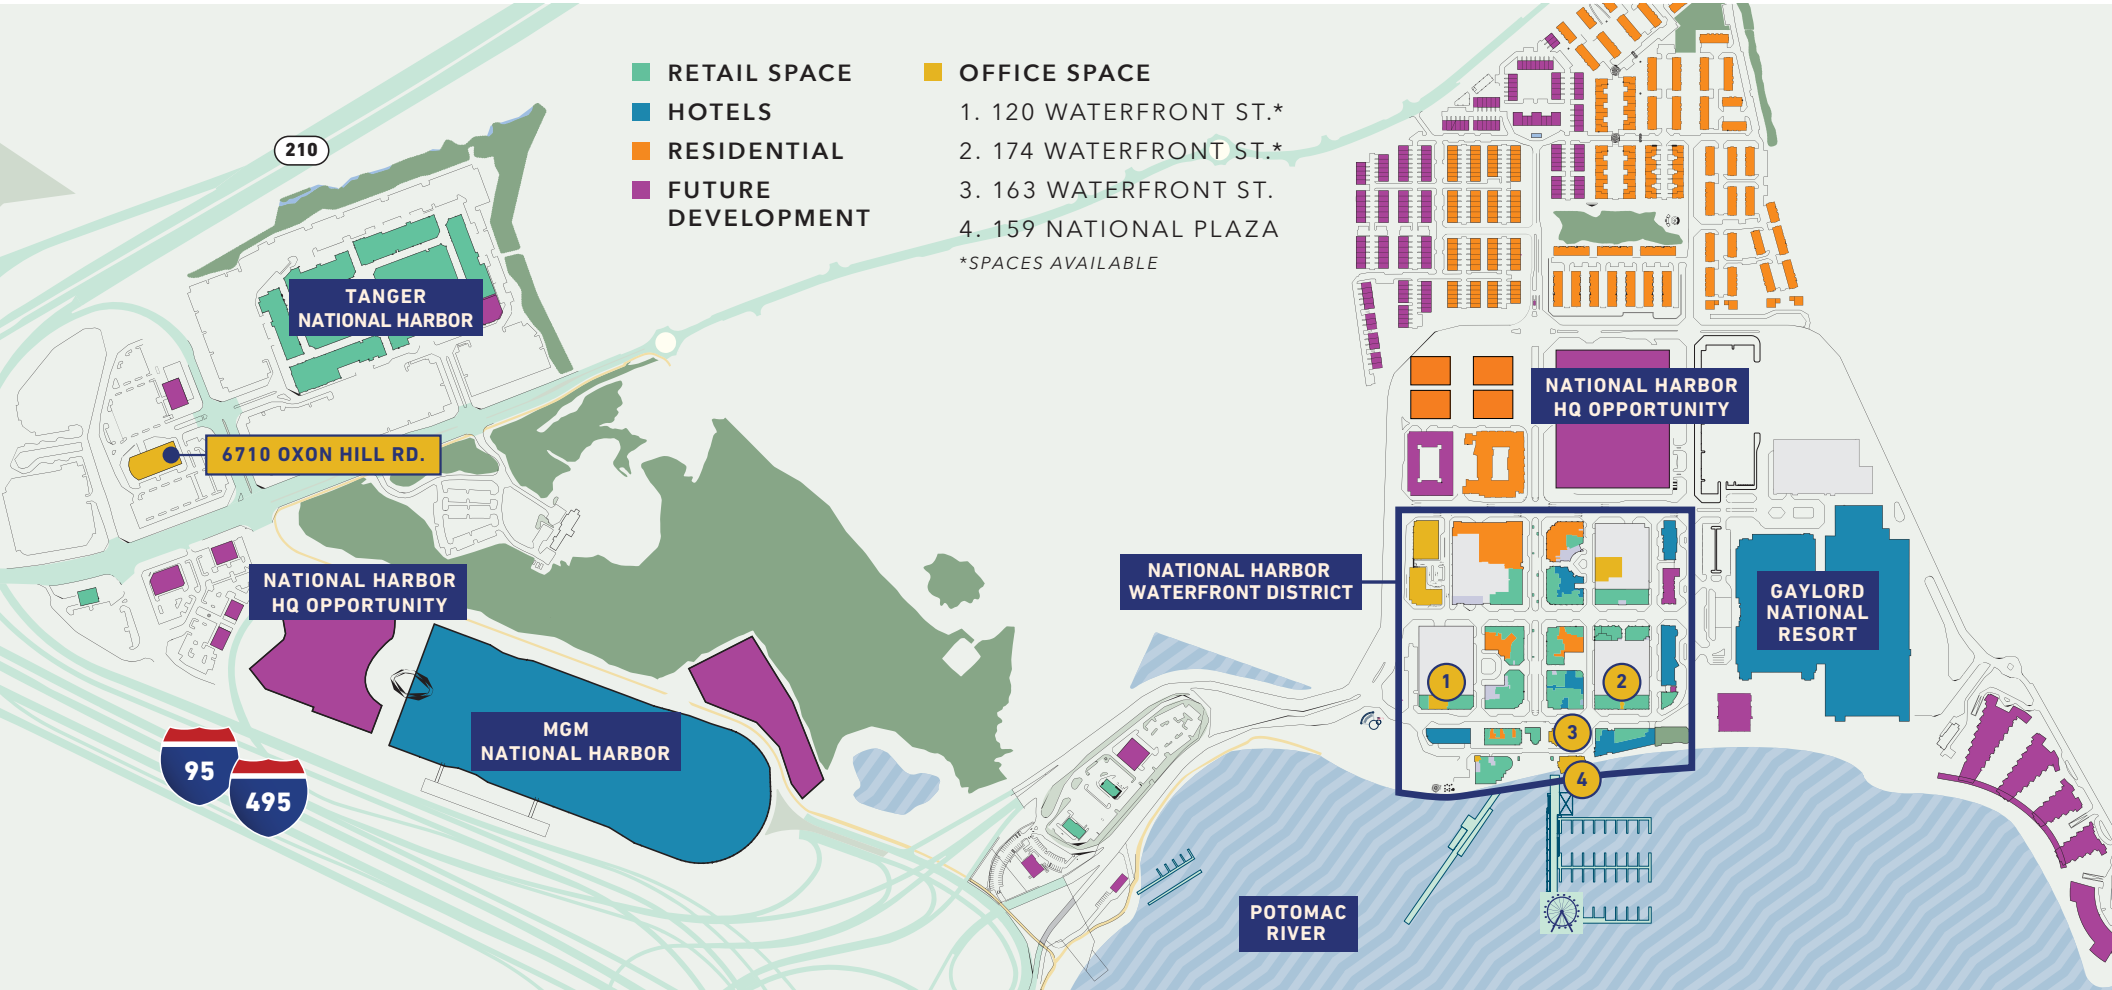 RETAIL SPACE
HOTELS
RESIDENTIAL
FUTURE
DEVELOPMENT
OFFICE SPACE
1. 120 WATERFRONT ST.*
2. 174 WATERFRONT ST.*
3. 163 WATERFRONT ST.
4. 159 NATIONAL PLAZA
*SPACES AVAILABLE
210
TANGER
NATIONAL HARBOR
6710 OXON HILL RD.
NATIONAL HARBOR
HQ OPPORTUNITY
MGM
NATIONAL HARBOR
95
495
NATIONAL HARBOR
HQ OPPORTUNITY
NATIONAL HARBOR
WATERFRONT DISTRICT
GAYLORD
NATIONAL
RESORT
1
2
3
4
POTOMAC
RIVER